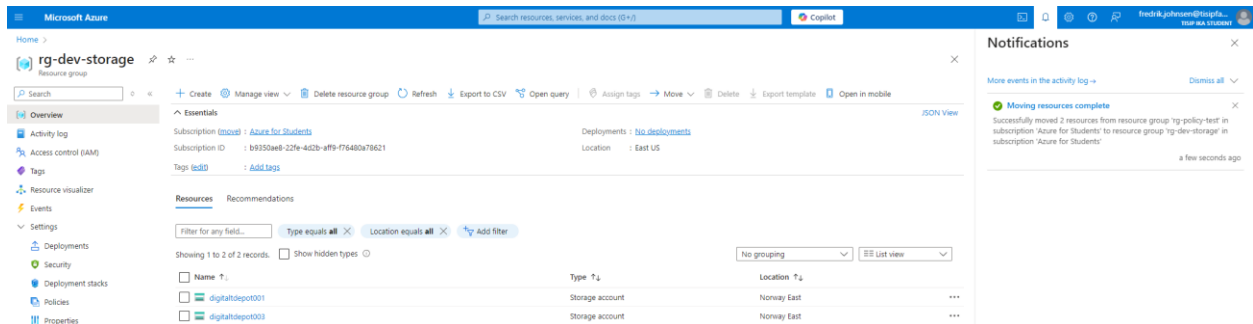 Microsoft Azure
Search resources, services, and docs (G+/)
Copilot
fredrik.johnsen@tisipfa...
TISIP IKA STUDENT
Home >
rg-dev-storage
Resource group
Search
Overview
Activity log
Access control (IAM)
Tags
Resource visualizer
Events
Settings
Deployments
Security
Deployment stacks
Policies
Properties
Create Manage view Delete resource group Refresh Export to CSV Open query Assign tags Move Delete Export template Open in mobile
Essentials JSON View
Subscription (move) : Azure for Students Deployments : No deployments
Subscription ID : b9350ae8-22fe-4d2b-aff9-f76480a78621 Location : East US
Tags (edit) : Add tags
Resources Recommendations
Filter for any field... Type equals all Location equals all Add filter
Showing 1 to 2 of 2 records. Show hidden types No grouping List view
Name Type Location
digitaltdepot001 Storage account Norway East
digitaltdepot003 Storage account Norway East
Notifications
More events in the activity log → Dismiss all
Moving resources complete
Successfully moved 2 resources from resource group 'rg-policy-test' in
subscription 'Azure for Students' to resource group 'rg-dev-storage' in
subscription 'Azure for Students'
a few seconds ago